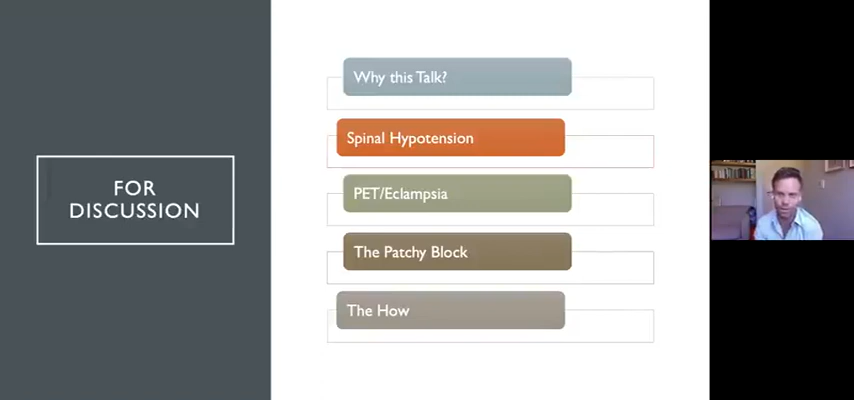 FOR
DISCUSSION
Why this Talk?
Spinal Hypotension
PET/Eclampsia
The Patchy Block
The How